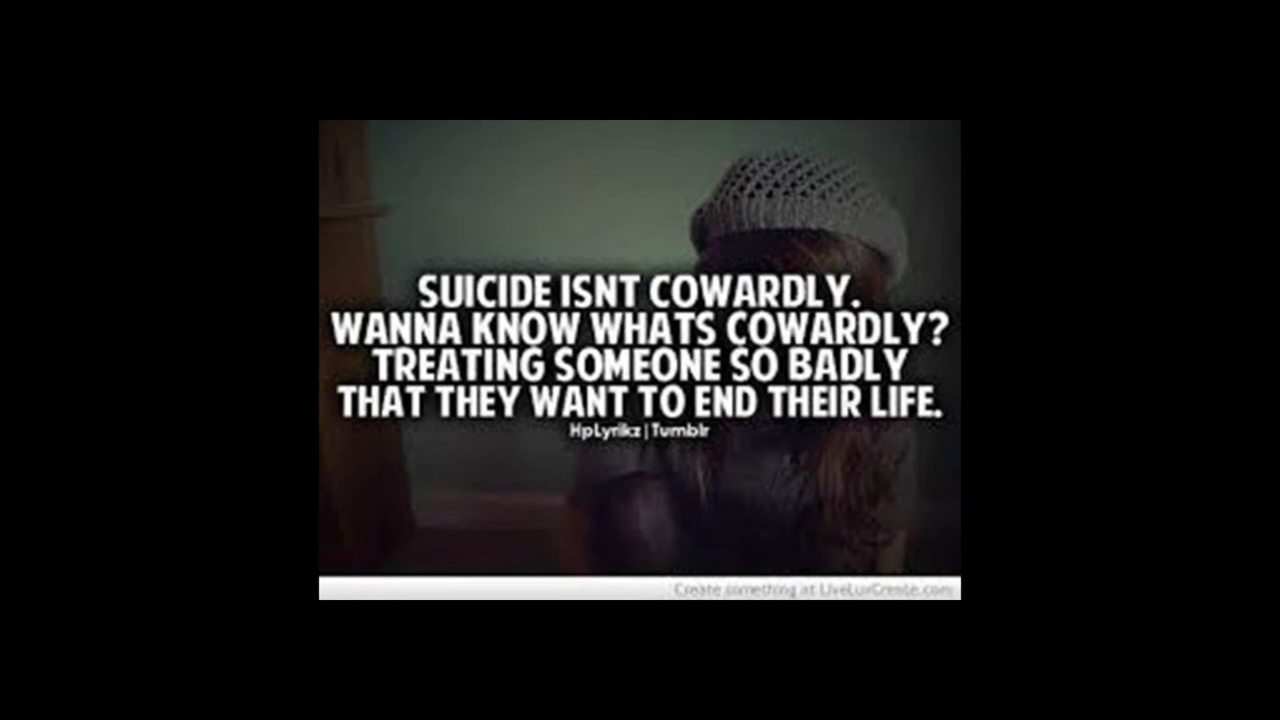 SUICIDE ISNT COWARDLY.
WANNA KNOW WHATS COWARDLY?
TREATING SOMEONE SO BADLY
THAT THEY WANT TO END THEIR LIFE.
HpLyrikz|Tumblr
Create something at LiveLuvCreate.com